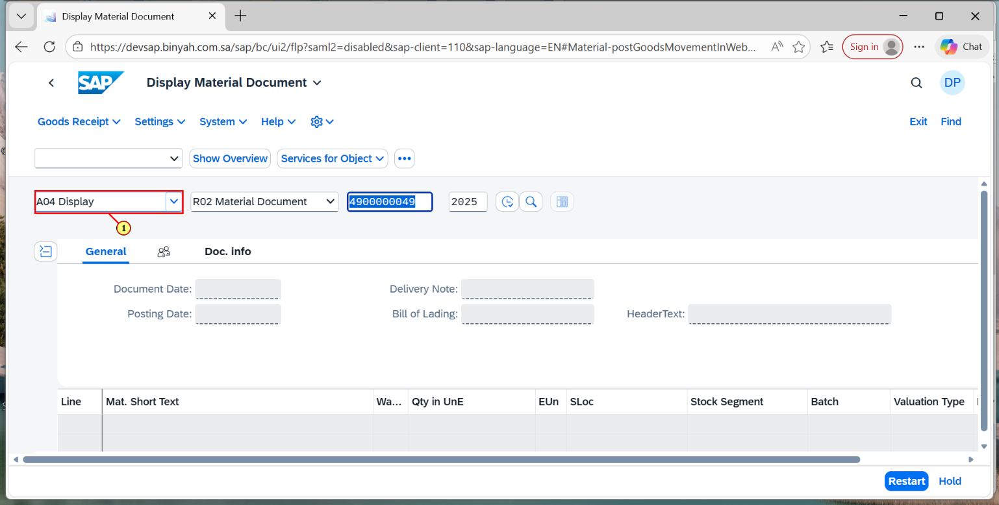 Display Material Document
https://devsap.binyah.com.sa/sap/bc/ui2/flp?saml2=disabled&sap-client=110&sap-language=EN#Material-postGoodsMovementInWeb...
Sign in
Chat
SAP
Display Material Document
DP
Goods Receipt
Settings
System
Help
Exit
Find
Show Overview
Services for Object
A04 Display
R02 Material Document
4900000049
2025
1
General
Doc. info
Document Date:
Delivery Note:
Posting Date:
Bill of Lading:
HeaderText:
Line
Mat. Short Text
Wa...
Qty in UnE
EUn
SLoc
Stock Segment
Batch
Valuation Type
Restart
Hold